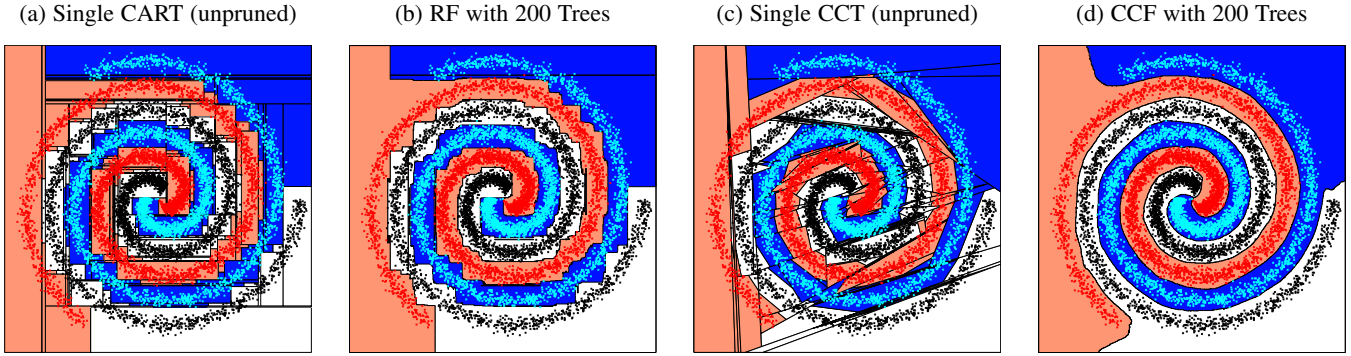 (a) Single CART (unpruned)
(b) RF with 200 Trees
(c) Single CCT (unpruned)
(d) CCF with 200 Trees